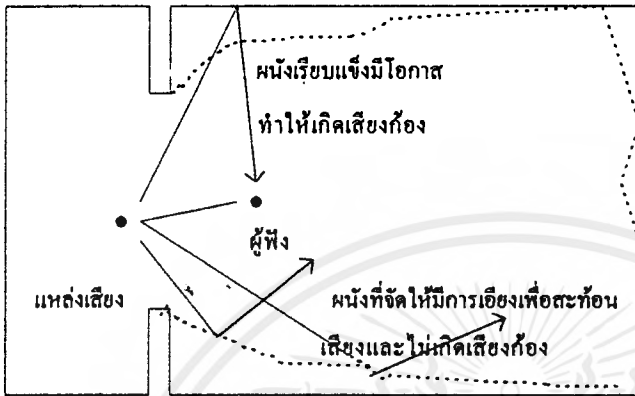 ผนังเรียบแข็งมีโอกาส
ทำให้เกิดเสียงก้อง
ผู้ฟัง
แหล่งเสียง
ผนังที่จัดให้มีการเอียงเพื่อสะท้อน
เสียงและไม่เกิดเสียงก้อง